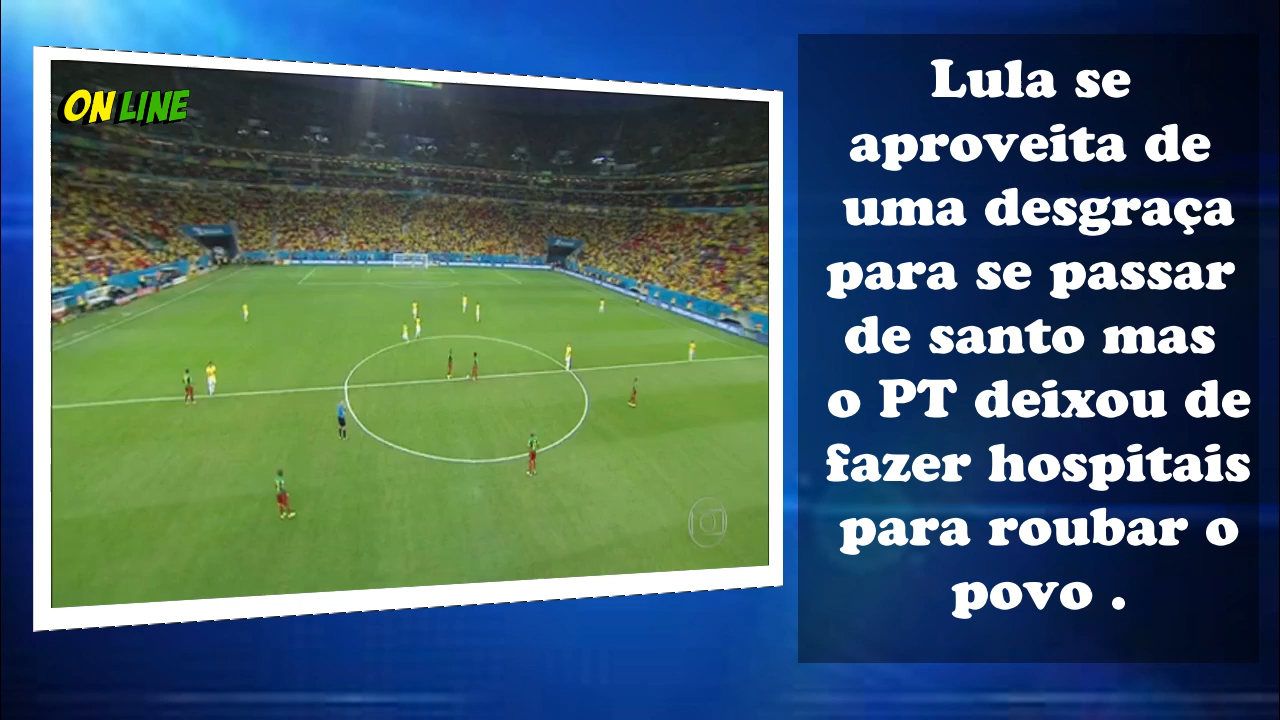 ON LINE
Lula se
aproveita de
uma desgraça
para se passar
de santo mas
o PT deixou de
fazer hospitais
para roubar o
povo .